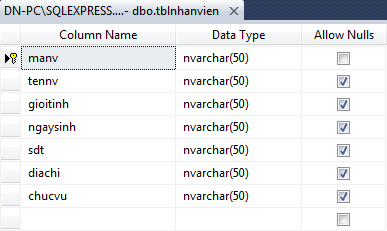 DN-PC\SQLEXPRESS....- dbo.tblnhanvien
Column Name Data Type Allow Nulls
manv nvarchar(50)
tennv nvarchar(50)
gioitinh nvarchar(50)
ngaysinh nvarchar(50)
sdt nvarchar(50)
diachi nvarchar(50)
chucvu nvarchar(50)